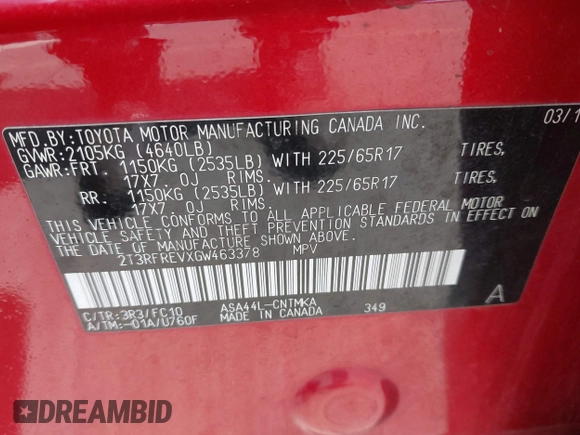 MFD.BY:TOYOTA MOTOR MANUFACTURING CANADA INC. 03/1
GVWR:2105KG (4640LB)
GAWR:FRT. 1150KG (2535LB) WITH 225/65R17 TIRES,
17X7 0J RIMS.
RR. 1150KG (2535LB) WITH 225/65R17 TIRES,
17X7 0J RIMS.
THIS VEHICLE CONFORMS TO ALL APPLICABLE FEDERAL MOTOR
VEHICLE SAFETY AND THEFT PREVENTION STANDARDS IN EFFECT ON
THE DATE OF MANUFACTURE SHOWN ABOVE.
2T3RFREVXGW463378 MPV
C/TR:3R3/FC10 ASA44L-CNTMKA 349 A
A/TM:-01A/U760F MADE IN CANADA
DREAMBID